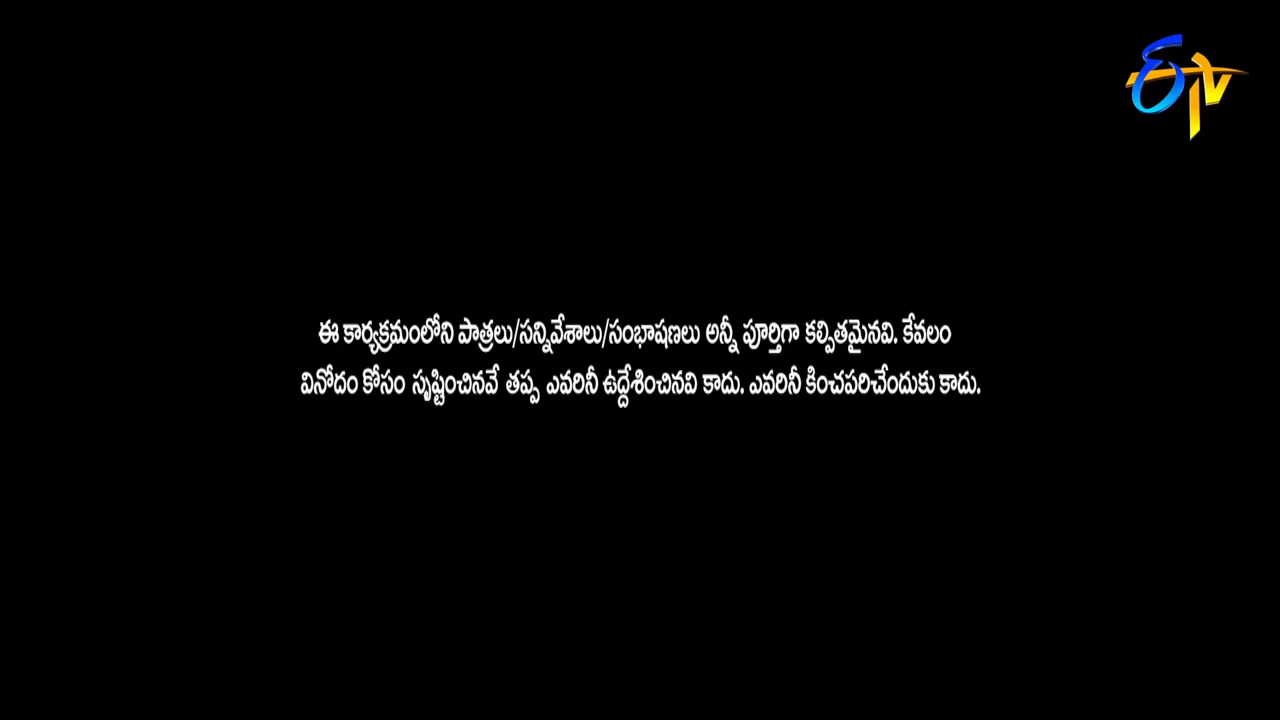 ఈ టీవీ
ఈ కార్యక్రమంలోని పాత్రలు/సన్నివేశాలు/సంభాషణలు అన్నీ పూర్తిగా కల్పితమైనవి. కేవలం
వినోదం కోసం సృష్టించినవే తప్ప ఎవరినీ ఉద్దేశించినవి కాదు. ఎవరినీ కించపరిచేందుకు కాదు.